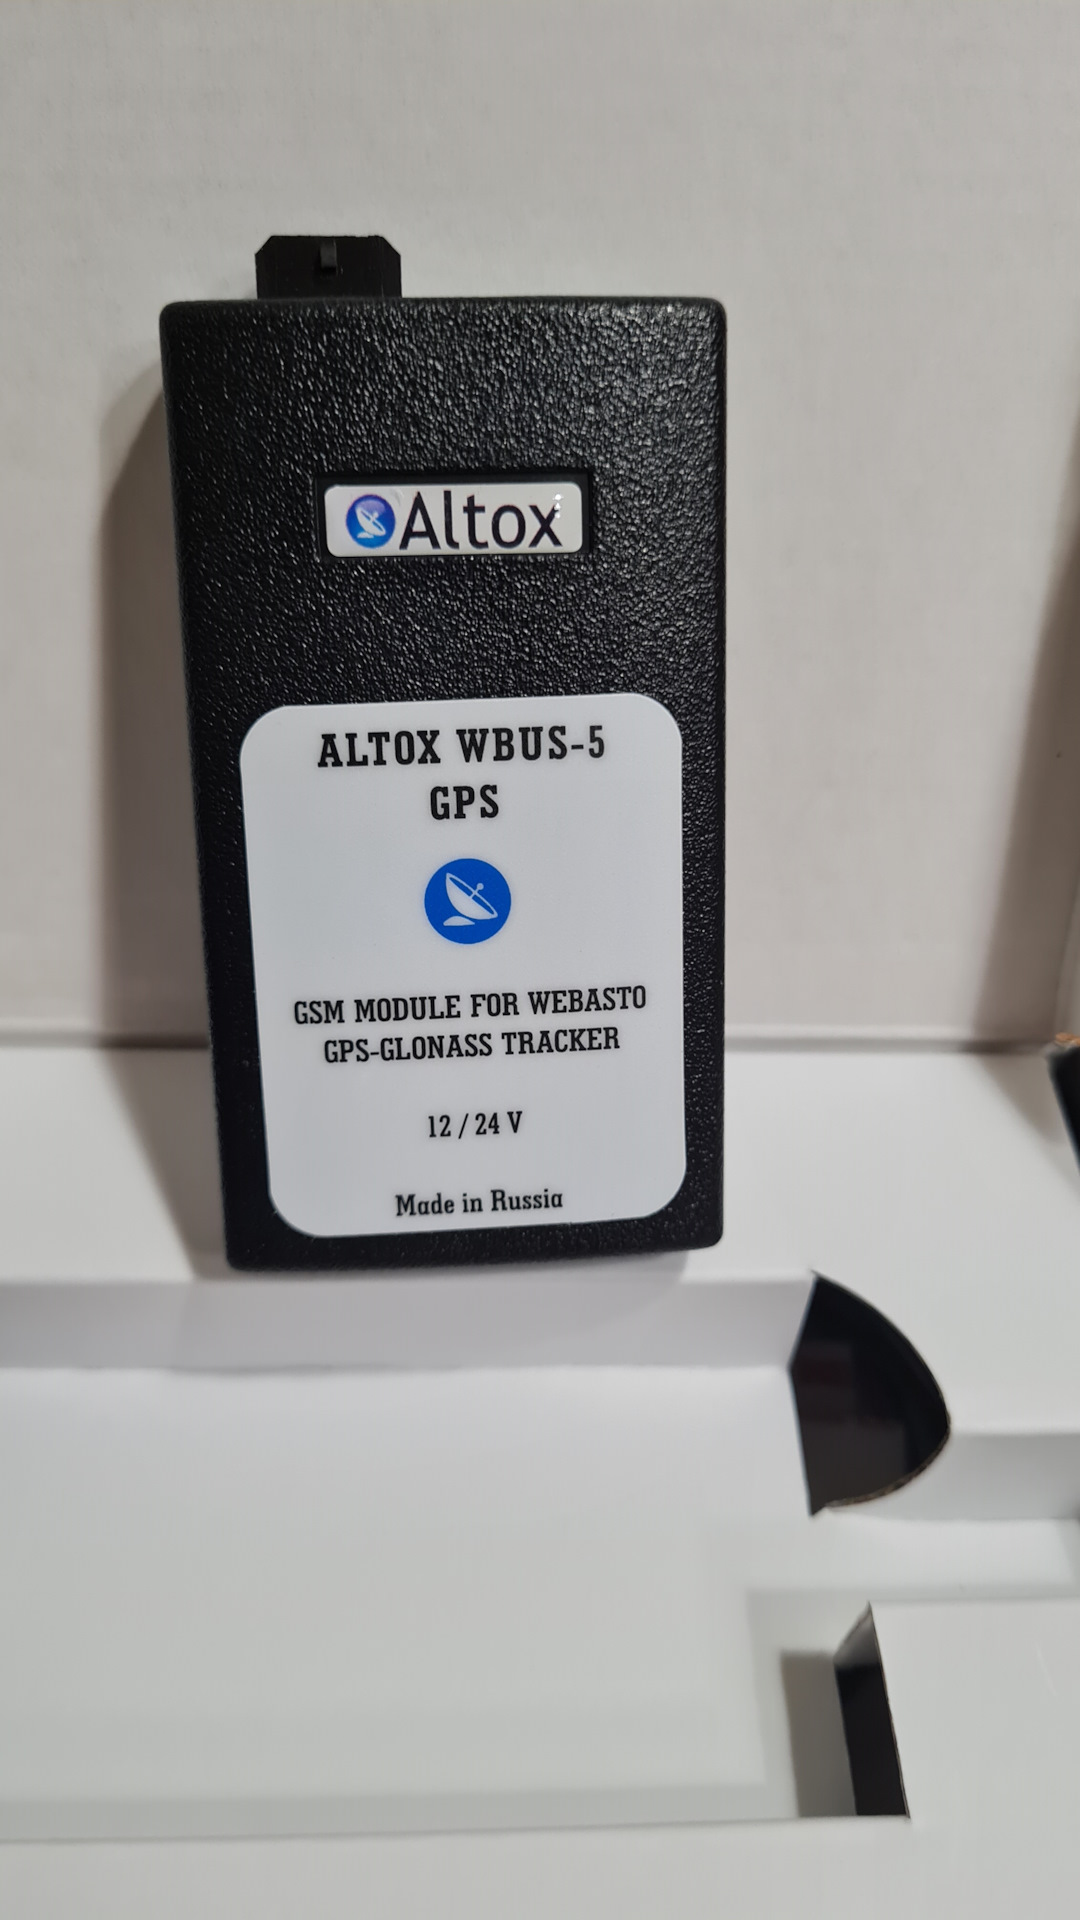 Altox
ALTOX WBUS-5
GPS
GSM MODULE FOR WEBASTO
GPS-GLONASS TRACKER
12 / 24 V
Made in Russia